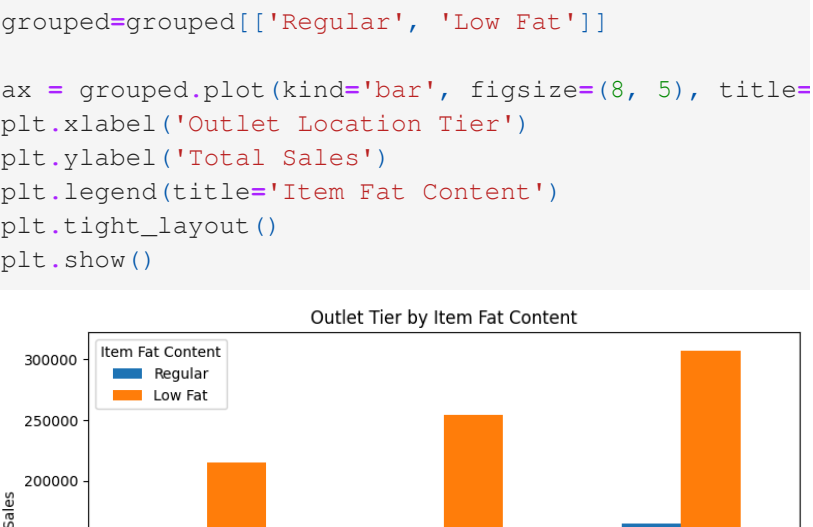 grouped=grouped[['Regular', 'Low Fat']]
ax = grouped.plot(kind='bar', figsize=(8, 5), title=
plt.xlabel('Outlet Location Tier')
plt.ylabel('Total Sales')
plt.legend(title='Item Fat Content')
plt.tight_layout()
plt.show()
Outlet Tier by Item Fat Content
Item Fat Content
Regular
Low Fat
300000
250000
200000
Sales